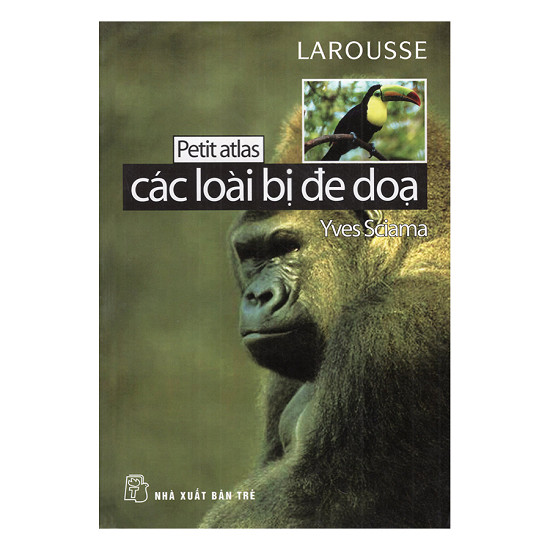 LAROUSSE
Petit atlas
các loài bị đe doạ
Yves Sciama
NHÀ XUẤT BẢN TRẺ